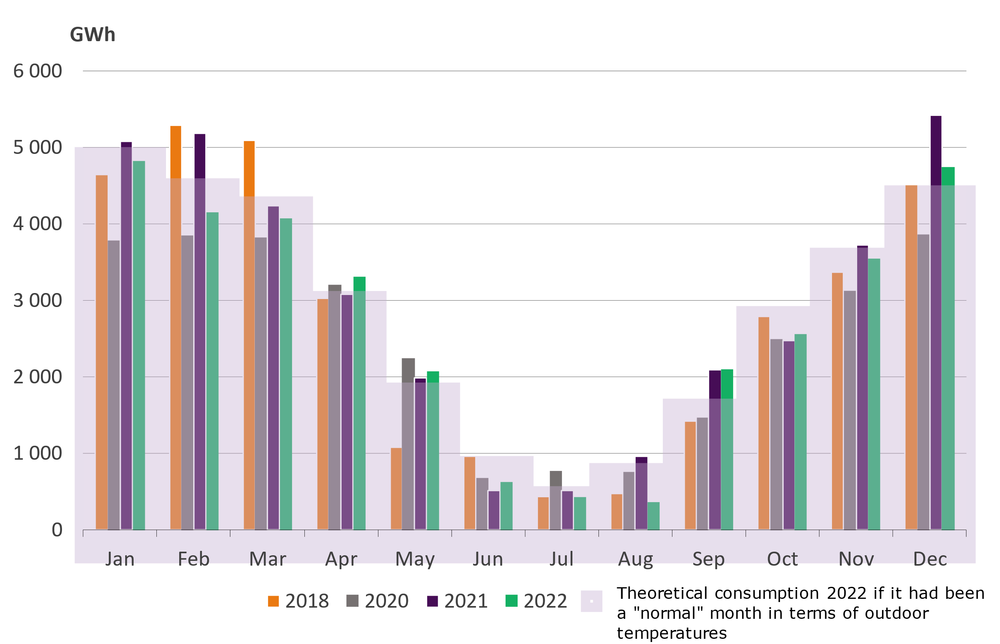 GWh
6 000
5 000
4 000
3 000
2 000
1 000
0
Jan Feb Mar Apr May Jun Jul Aug Sep Oct Nov Dec
2018 2020 2021 2022
Theoretical consumption 2022 if it had been
a "normal" month in terms of outdoor
temperatures